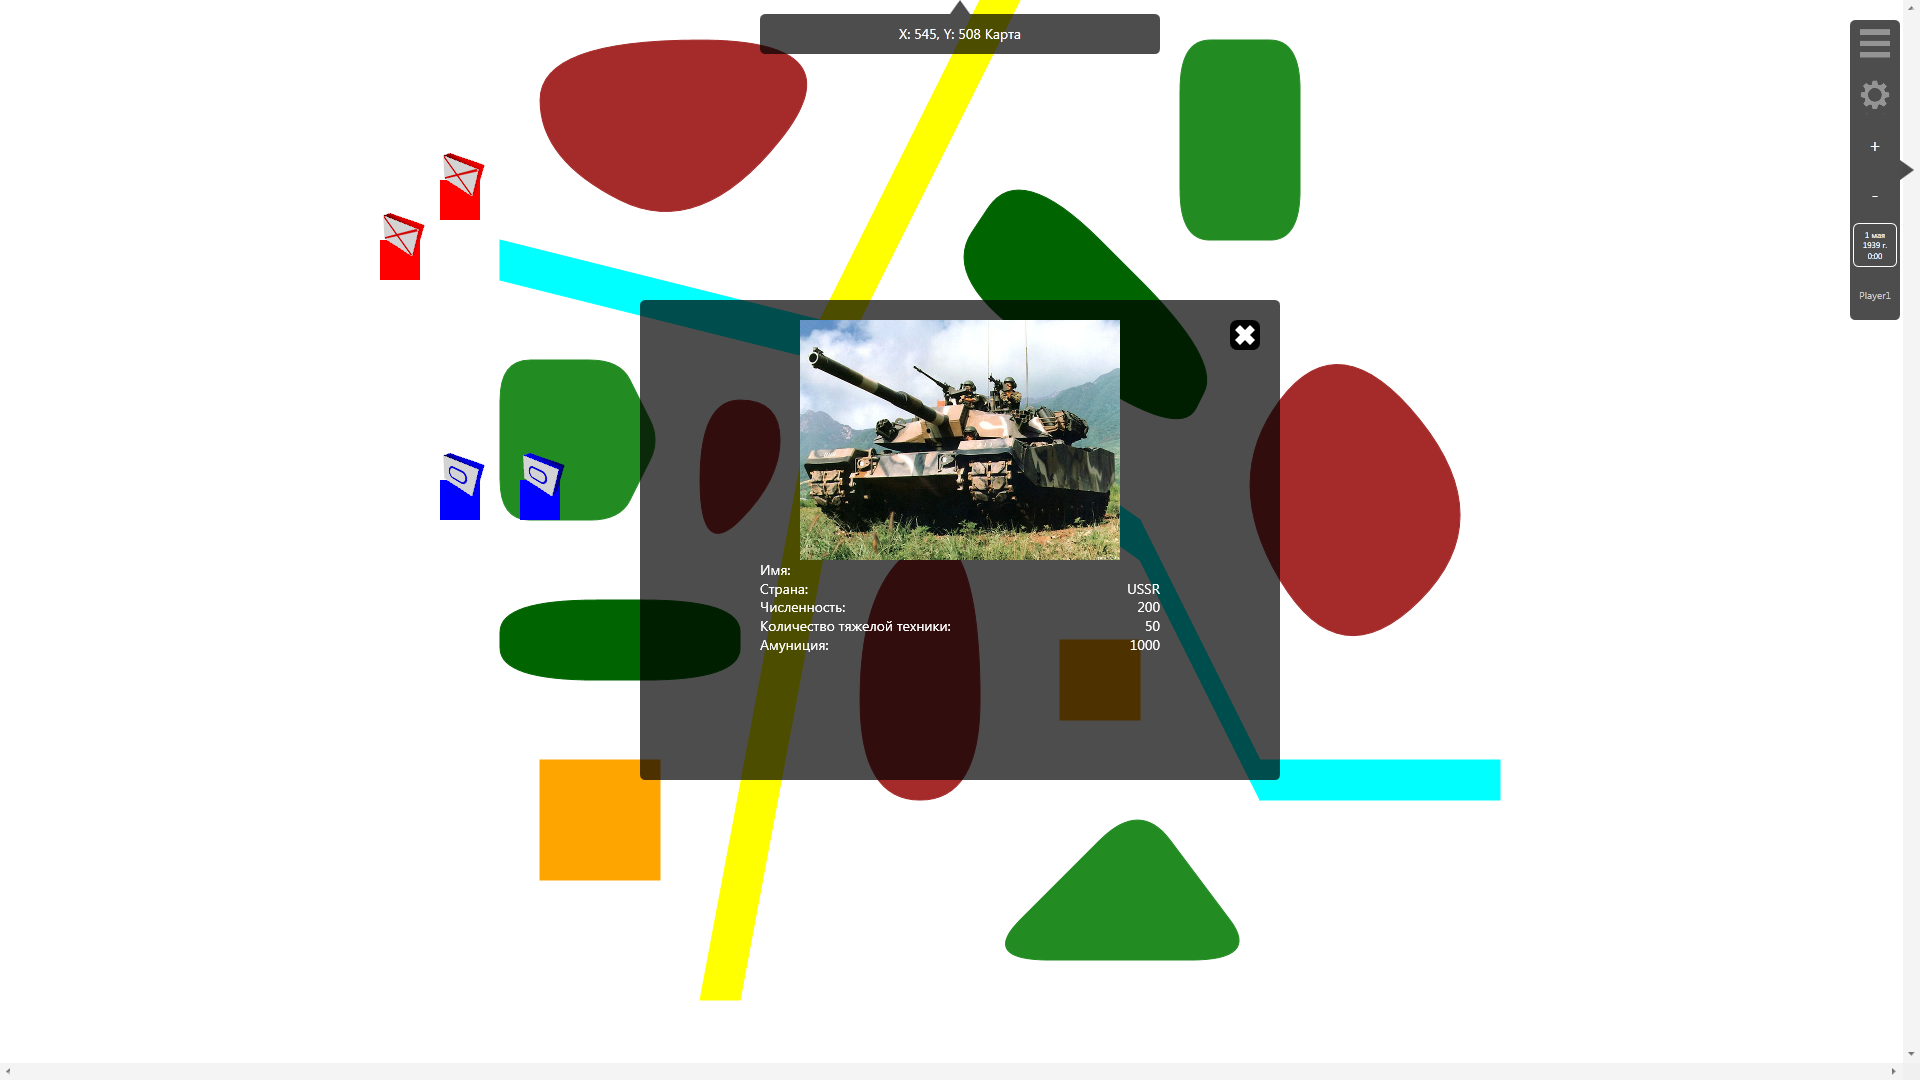 X: 545, Y: 508 Карта
+
-
1 мая
1939 г.
0:00
Player1
Имя:
Страна: USSR
Численность: 200
Количество тяжелой техники: 50
Амуниция: 1000